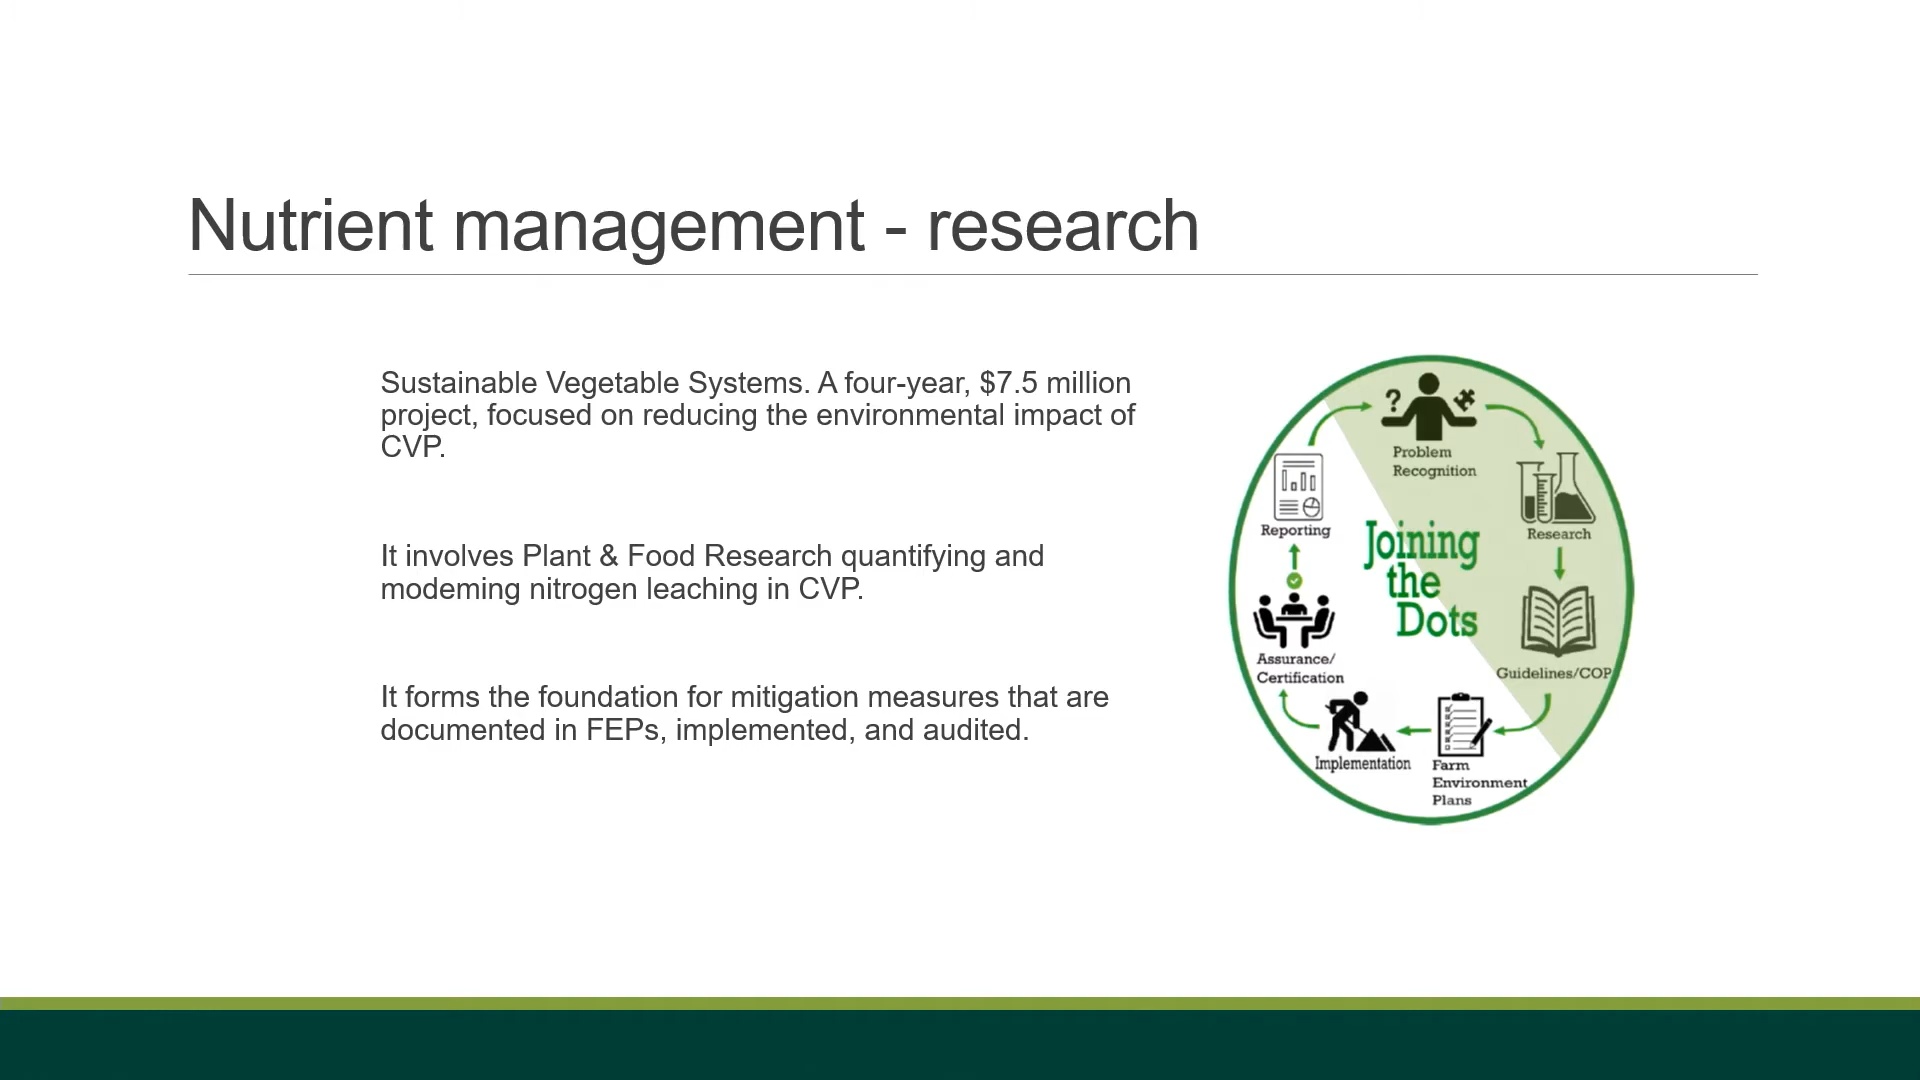 Nutrient management - research
Sustainable Vegetable Systems. A four-year, $7.5 million
project, focused on reducing the environmental impact of
CVP.
It involves Plant & Food Research quantifying and
modeming nitrogen leaching in CVP.
It forms the foundation for mitigation measures that are
documented in FEPs, implemented, and audited.
?
Problem
Recognition
Research
Guidelines/COP
Farm
Environment
Plans
Implementation
Assurance/
Certification
Reporting
Joining
the
Dots